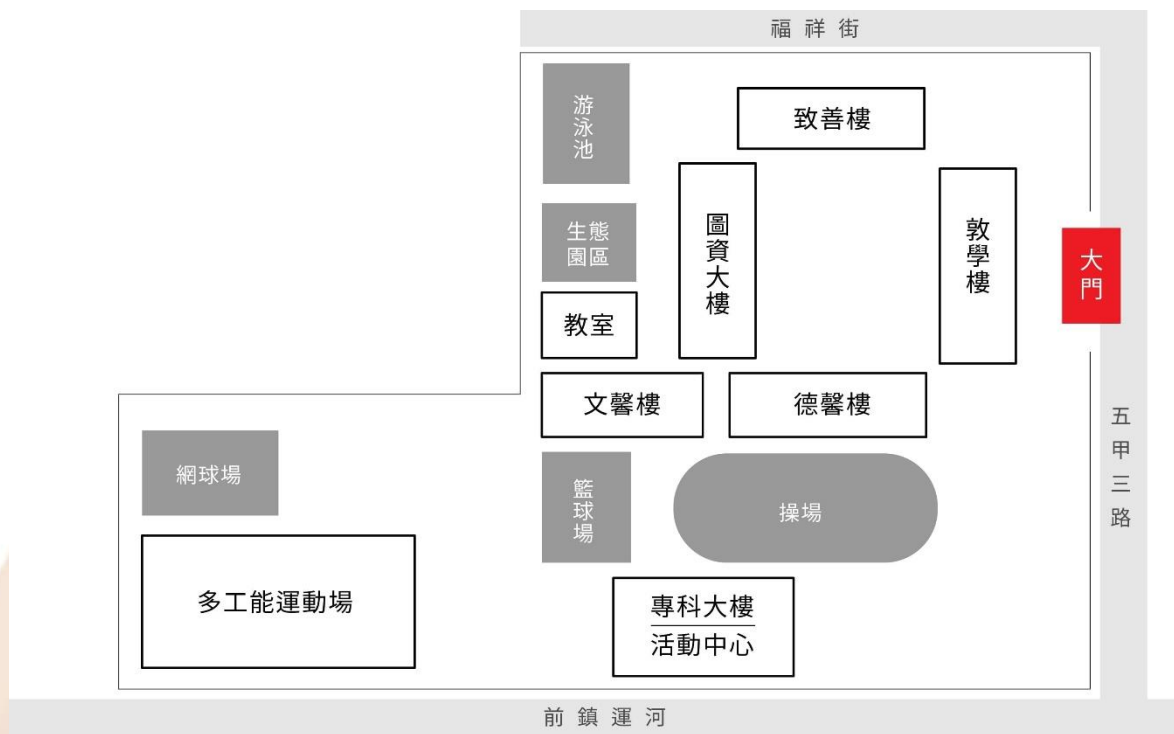 福祥街
游泳池
致善樓
圖資大樓
敦學樓
生態
園區
大門
教室
文馨樓
德馨樓
五甲三路
網球場
籃球場
操場
多工能運動場
專科大樓
活動中心
前鎮運河